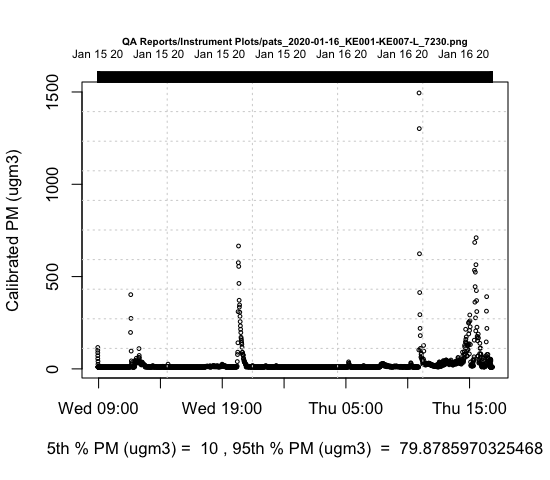 QA Reports/Instrument Plots/pats_2020-01-16_KE001-KE007-L_7230.png
Jan 15 20 Jan 15 20 Jan 15 20 Jan 15 20 Jan 16 20 Jan 16 20 Jan 16 20
1500
1000
500
0
Calibrated PM (ugm3)
Wed 09:00 Wed 19:00 Thu 05:00 Thu 15:00
5th % PM (ugm3) = 10 , 95th % PM (ugm3) = 79.8785970325468